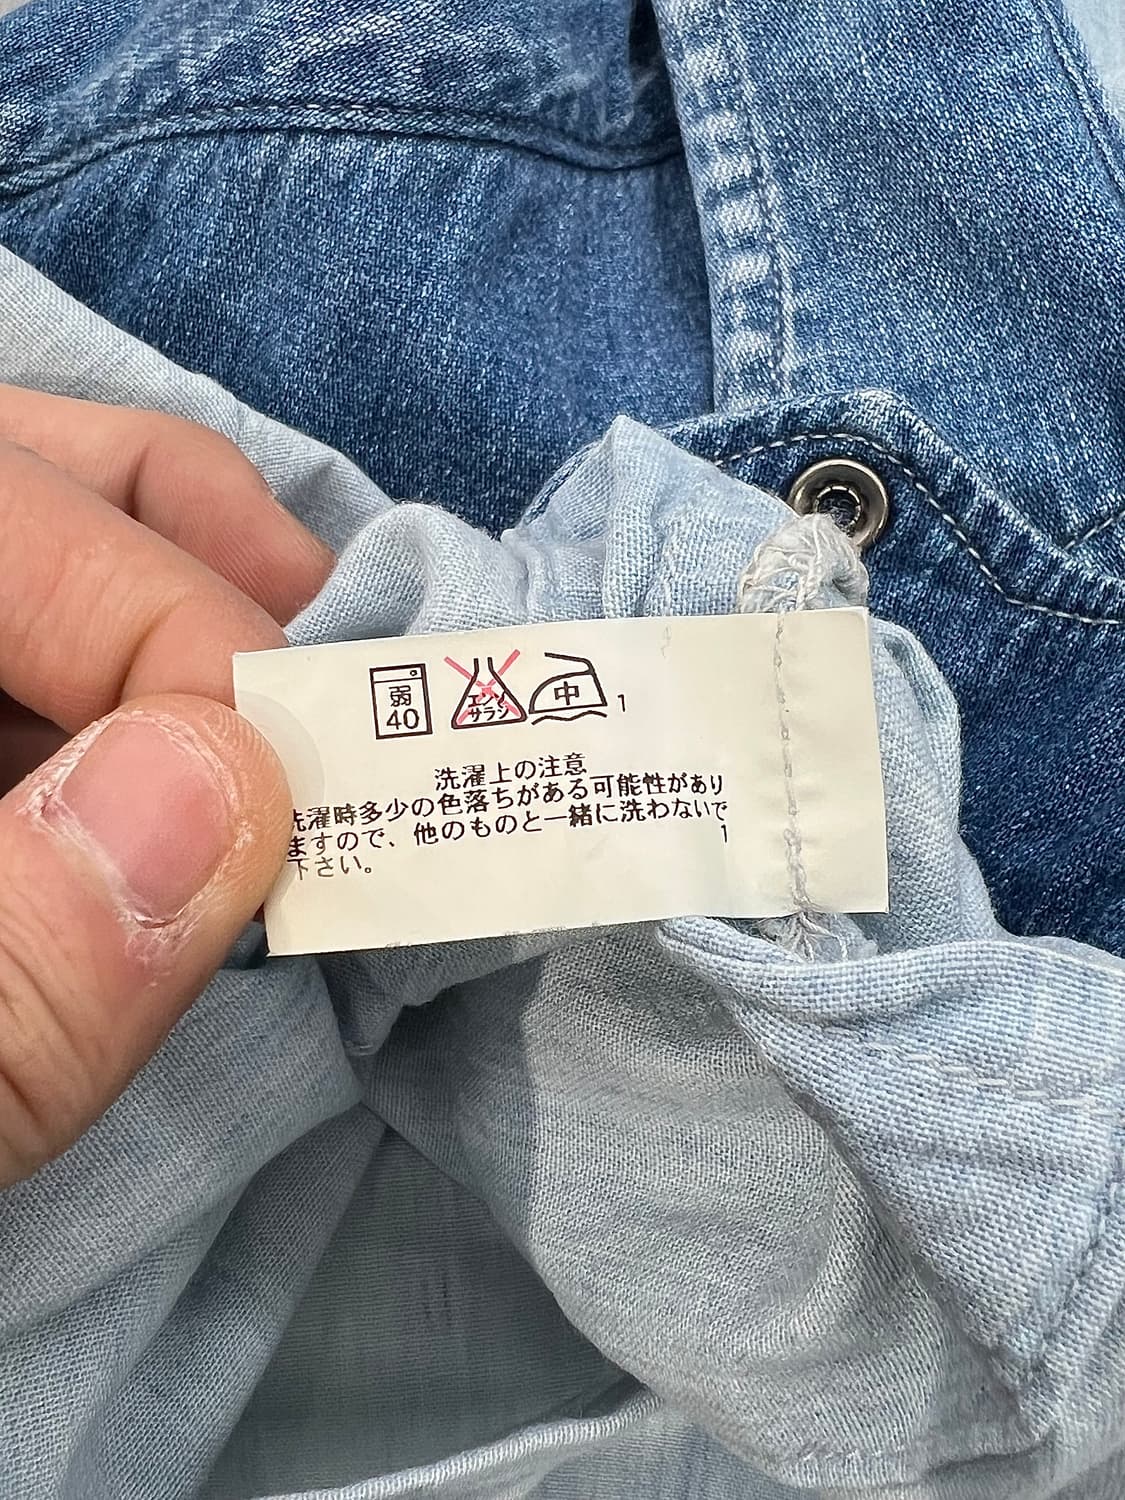 弱
40
エンソ
サラシ
中
1
洗濯上の注意
洗濯時多少の色落ちがある可能性があり
ますので、他のものと一緒に洗わないで
下さい。
1